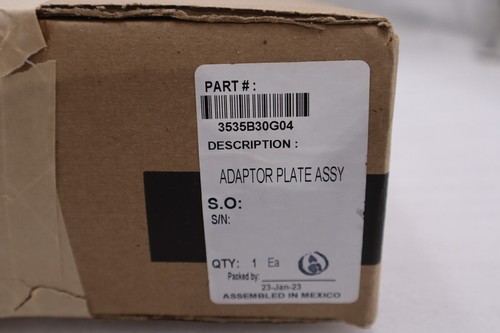 PART # :
3535B30G04
DESCRIPTION :
ADAPTOR PLATE ASSY
S.O:
S/N:
QTY: 1 Ea
Packed by:
23-Jan-23
ASSEMBLED IN MEXICO